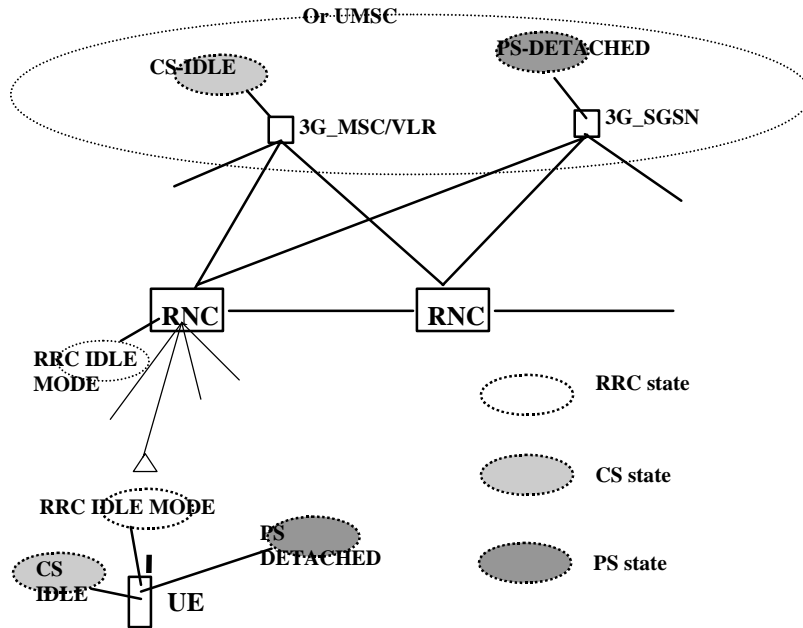 Or UMSC
CS-IDLE
PS-DETACHED
3G_MSC/VLR
3G_SGSN
RNC
RNC
RRC IDLE
MODE
RRC state
CS state
PS state
RRC IDLE MODE
PS
DETACHED
CS
IDLE
UE